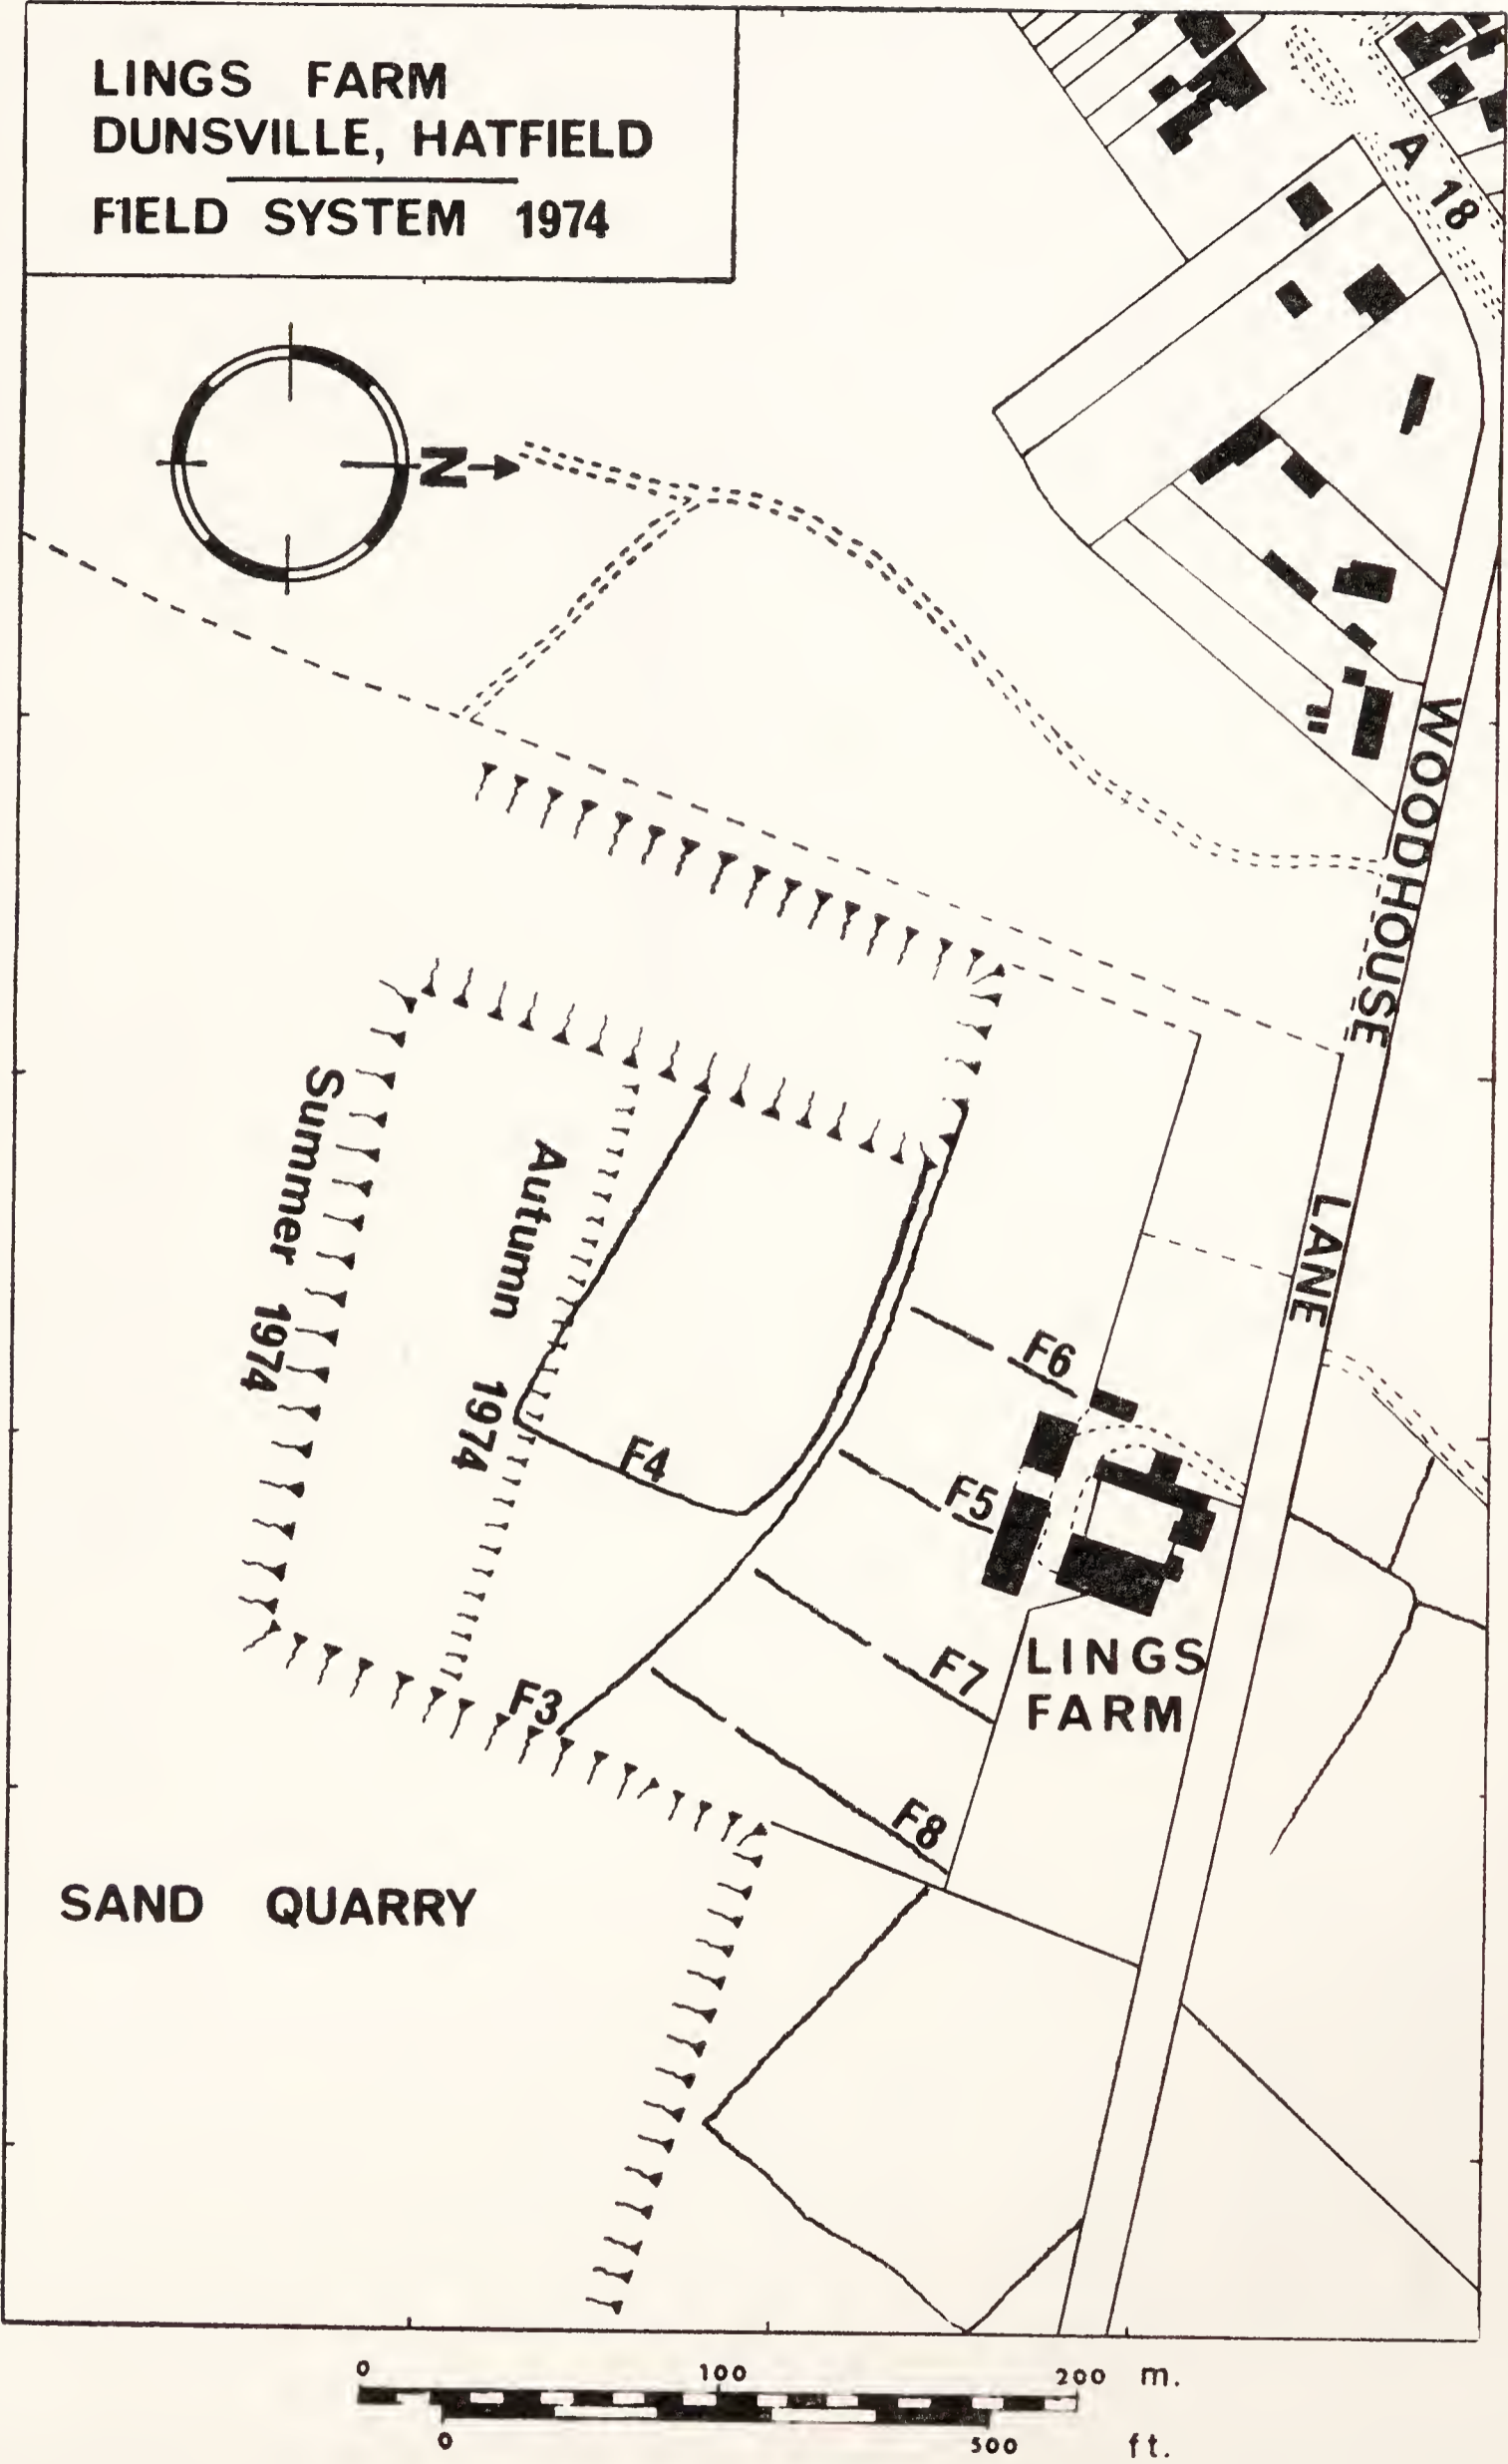 LINGS FARM
DUNSVILLE, HATFIELD
FIELD SYSTEM 1974
A 18
N
WOODHOUSE LANE
Summer 1974
Autumn 1974
F6
F4
F5
F7
LINGS
FARM
F3
F8
SAND QUARRY
0 100 200 m.
0 500 ft.